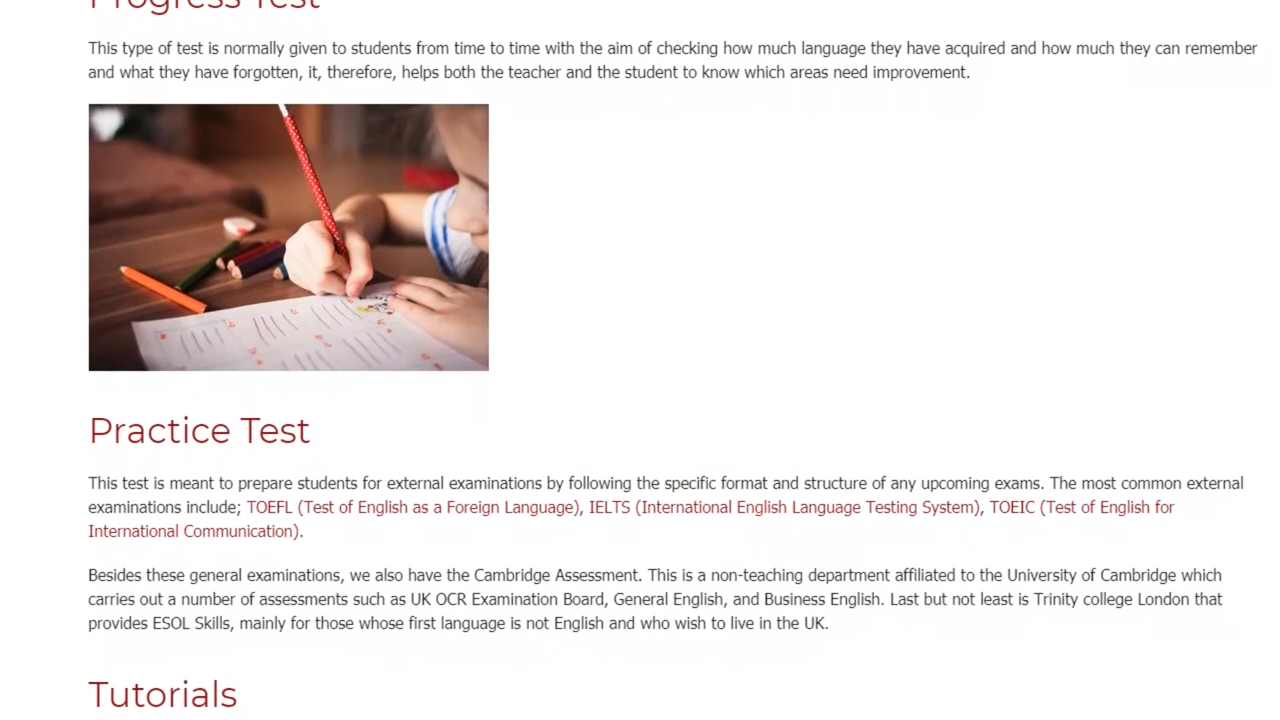 Progress Test
This type of test is normally given to students from time to time with the aim of checking how much language they have acquired and how much they can remember
and what they have forgotten, it, therefore, helps both the teacher and the student to know which areas need improvement.
Practice Test
This test is meant to prepare students for external examinations by following the specific format and structure of any upcoming exams. The most common external
examinations include; TOEFL (Test of English as a Foreign Language), IELTS (International English Language Testing System), TOEIC (Test of English for
International Communication).
Besides these general examinations, we also have the Cambridge Assessment. This is a non-teaching department affiliated to the University of Cambridge which
carries out a number of assessments such as UK OCR Examination Board, General English, and Business English. Last but not least is Trinity college London that
provides ESOL Skills, mainly for those whose first language is not English and who wish to live in the UK.
Tutorials